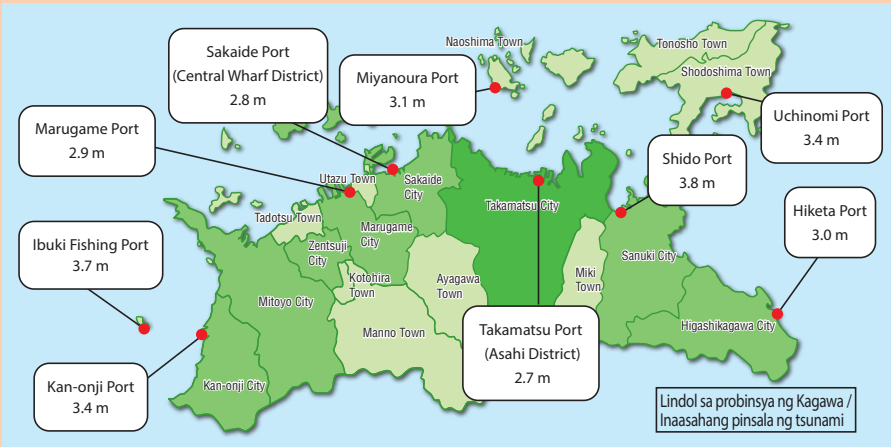 Naoshima Town
Tonosho Town
Shodoshima Town
Sakaide Port
(Central Wharf District)
2.8 m
Miyanoura Port
3.1 m
Marugame Port
2.9 m
Uchinomi Port
3.4 m
Shido Port
3.8 m
Hiketa Port
3.0 m
Ibuki Fishing Port
3.7 m
Kan-onji Port
3.4 m
Takamatsu Port
(Asahi District)
2.7 m
Utazu Town
Sakaide
City
Takamatsu City
Tadotsu Town
Marugame
City
Zentsuji
City
Kotohira
Town
Ayagawa
Town
Miki
Town
Sanuki City
Mitoyo City
Manno Town
Higashikagawa City
Kan-onji City
Lindol sa probinsya ng Kagawa /
Inaasahang pinsala ng tsunami